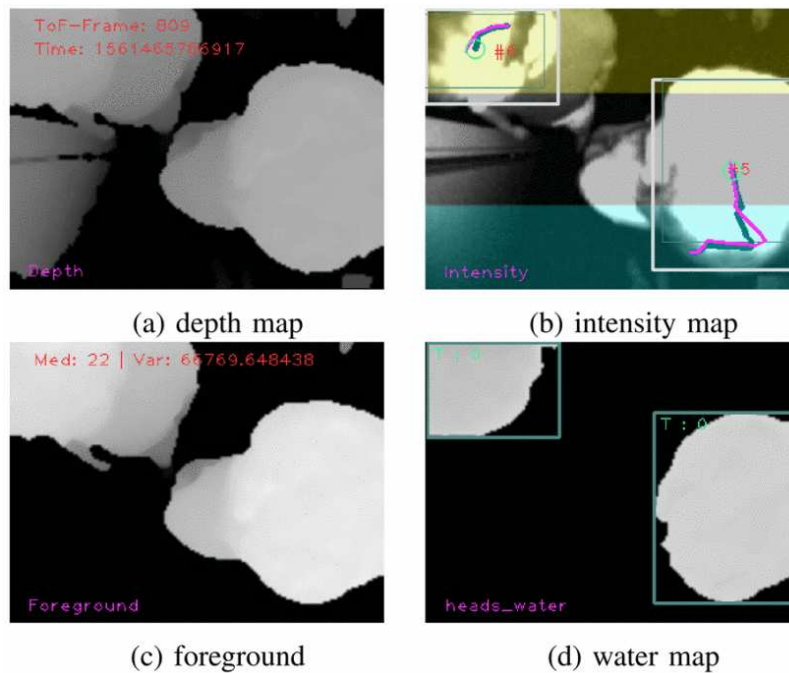 ToF-Frame: 809
Time: 1561465786917
Depth
(a) depth map
#6
#5
Intensity
(b) intensity map
Med: 22 | Var: 66769.648438
Foreground
(c) foreground
T : 0
T : 0
heads_water
(d) water map